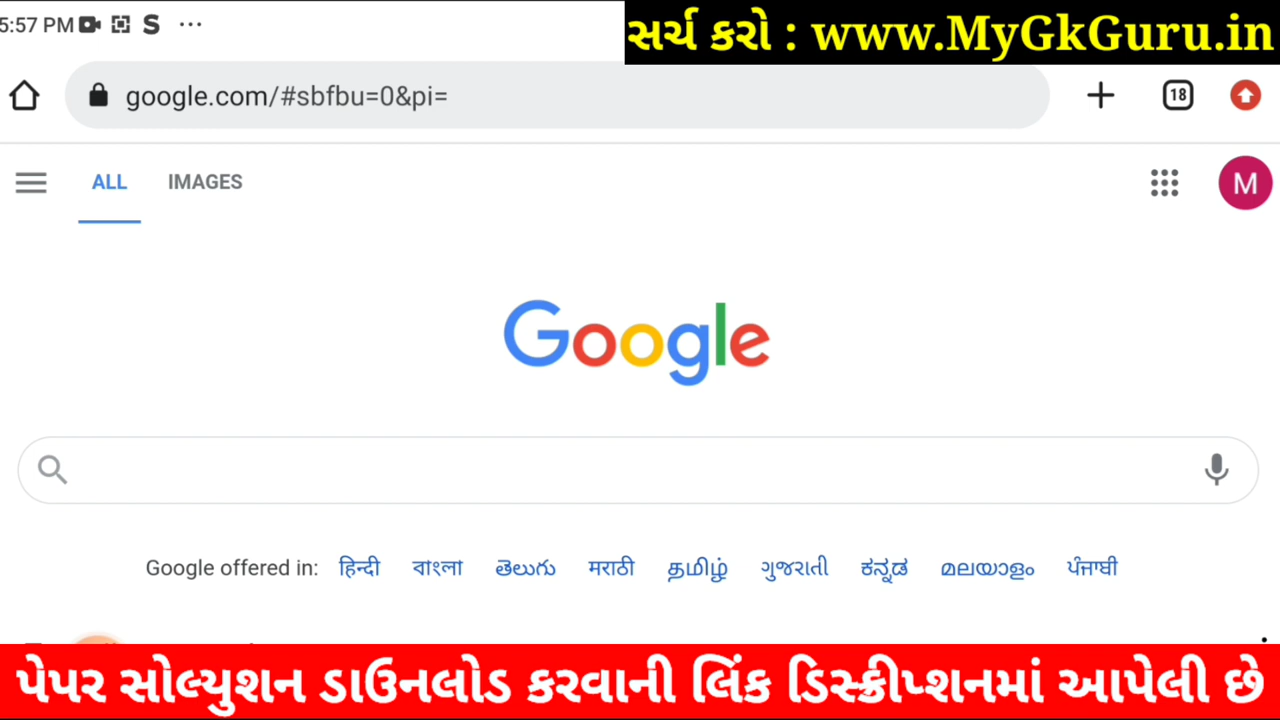 5:57 PM S ...
સર્ચ કરો : www.MyGkGuru.in
google.com/#sbfbu=0&pi=
18
ALL IMAGES
M
Google
Google offered in: हिन्दी বাংলা తెలుగు मराठी தமிழ் ગુજરાતી ಕನ್ನಡ മലയാളം ਪੰਜਾਬੀ
પેપર સોલ્યુશન ડાઉનલોડ કરવાની લિંક ડિસ્ક્રીપ્શનમાં આપેલી છે